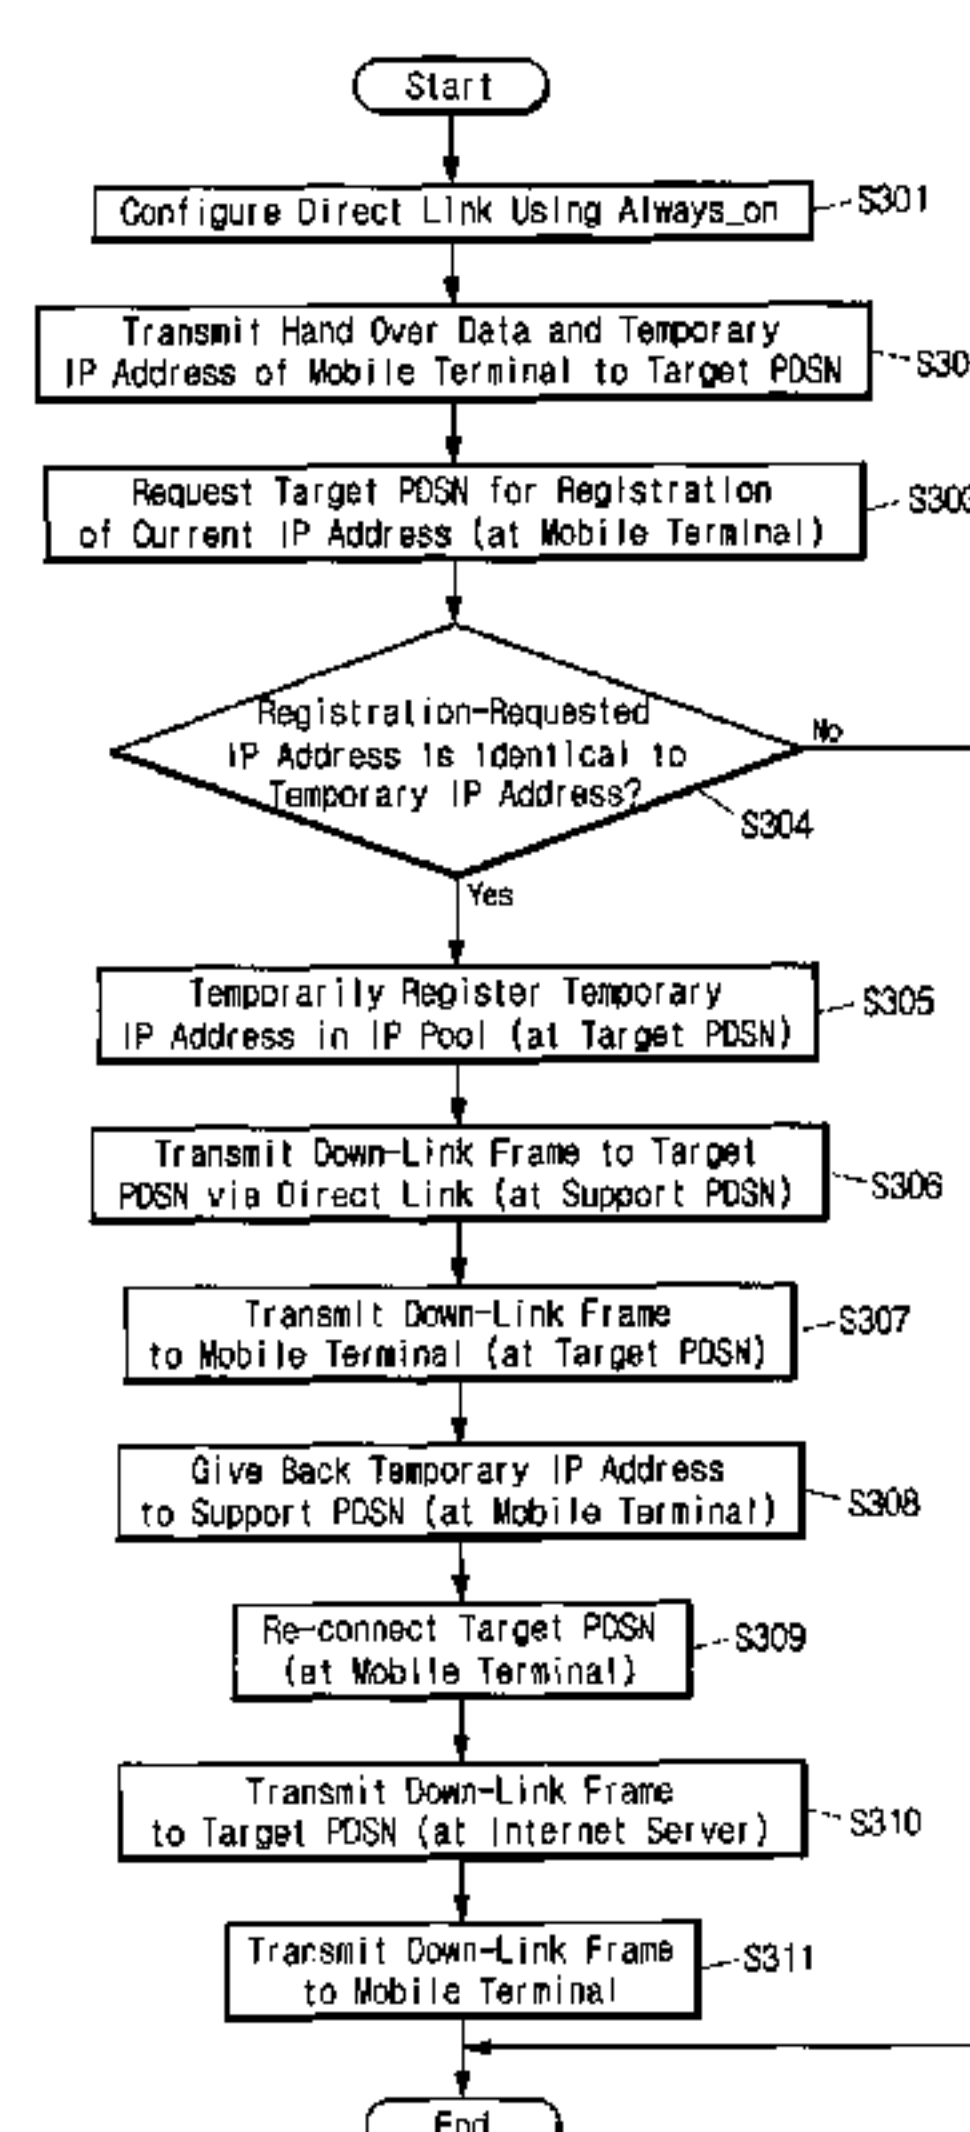 Start
Configure Direct Link Using Always_on
S301
Transmit Hand Over Data and Temporary
IP Address of Mobile Terminal to Target PDSN
S30
Request Target PDSN for Registration
of Current IP Address (at Mobile Terminal)
S303
Registration-Requested
IP Address is identical to
Temporary IP Address?
No
S304
Yes
Temporarily Register Temporary
IP Address in IP Pool (at Target PDSN)
S305
Transmit Down-Link Frame to Target
PDSN via Direct Link (at Support PDSN)
S306
Transmit Down-Link Frame
to Mobile Terminal (at Target PDSN)
S307
Give Back Temporary IP Address
to Support PDSN (at Mobile Terminal)
S308
Re-connect Target PDSN
(at Mobile Terminal)
S309
Transmit Down-Link Frame
to Target PDSN (at Internet Server)
S310
Transmit Down-Link Frame
to Mobile Terminal
S311
End